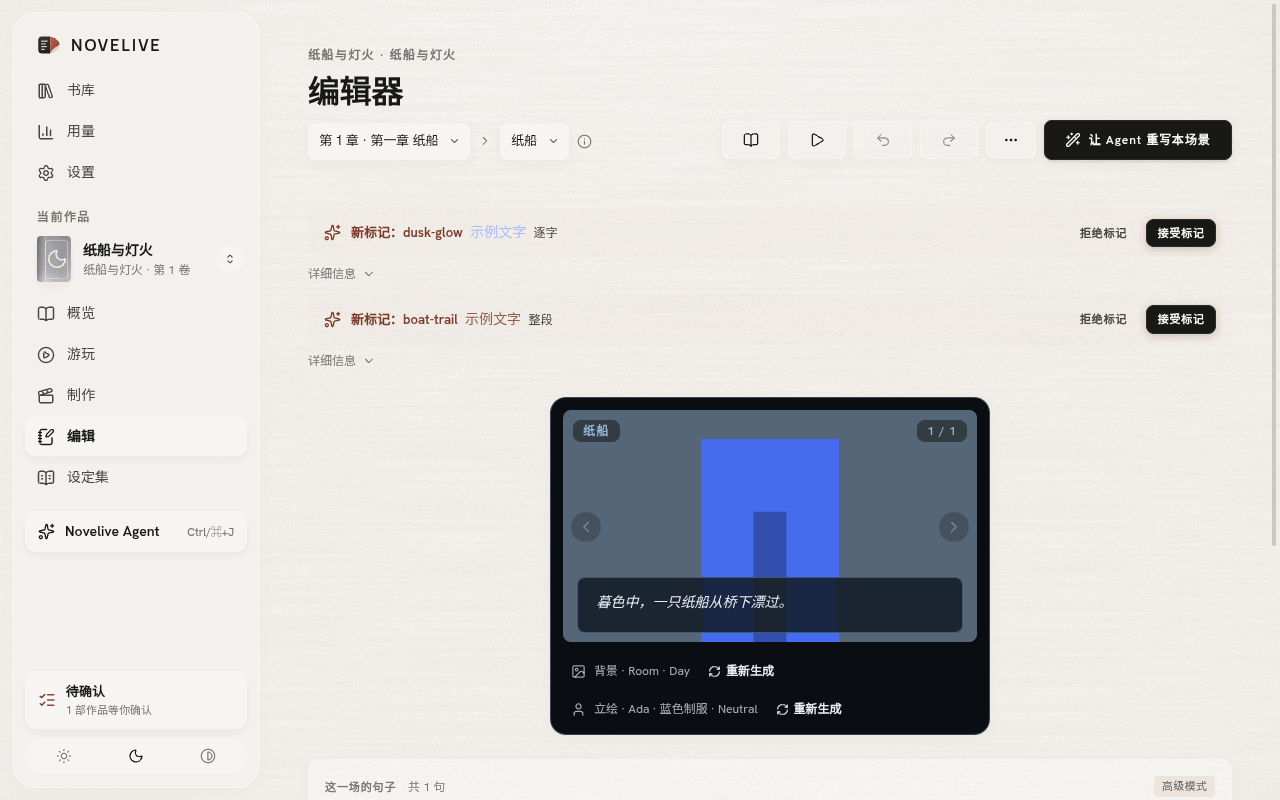 NOVELIVE
书库
用量
设置
当前作品
纸船与灯火
纸船与灯火 · 第 1 卷
概览
游玩
制作
编辑
设定集
Novelive Agent Ctrl/⌘+J
待确认
1 部作品等你确认
纸船与灯火 · 纸船与灯火
编辑器
第 1 章 · 第一章 纸船 纸船 让 Agent 重写本场景
新标记：dusk-glow 示例文字 逐字 拒绝标记 接受标记
详细信息
新标记：boat-trail 示例文字 整段 拒绝标记 接受标记
详细信息
纸船 1 / 1
暮色中，一只纸船从桥下漂过。
背景 · Room · Day 重新生成
立绘 · Ada · 蓝色制服 · Neutral 重新生成
这一场的句子 共 1 句 高级模式